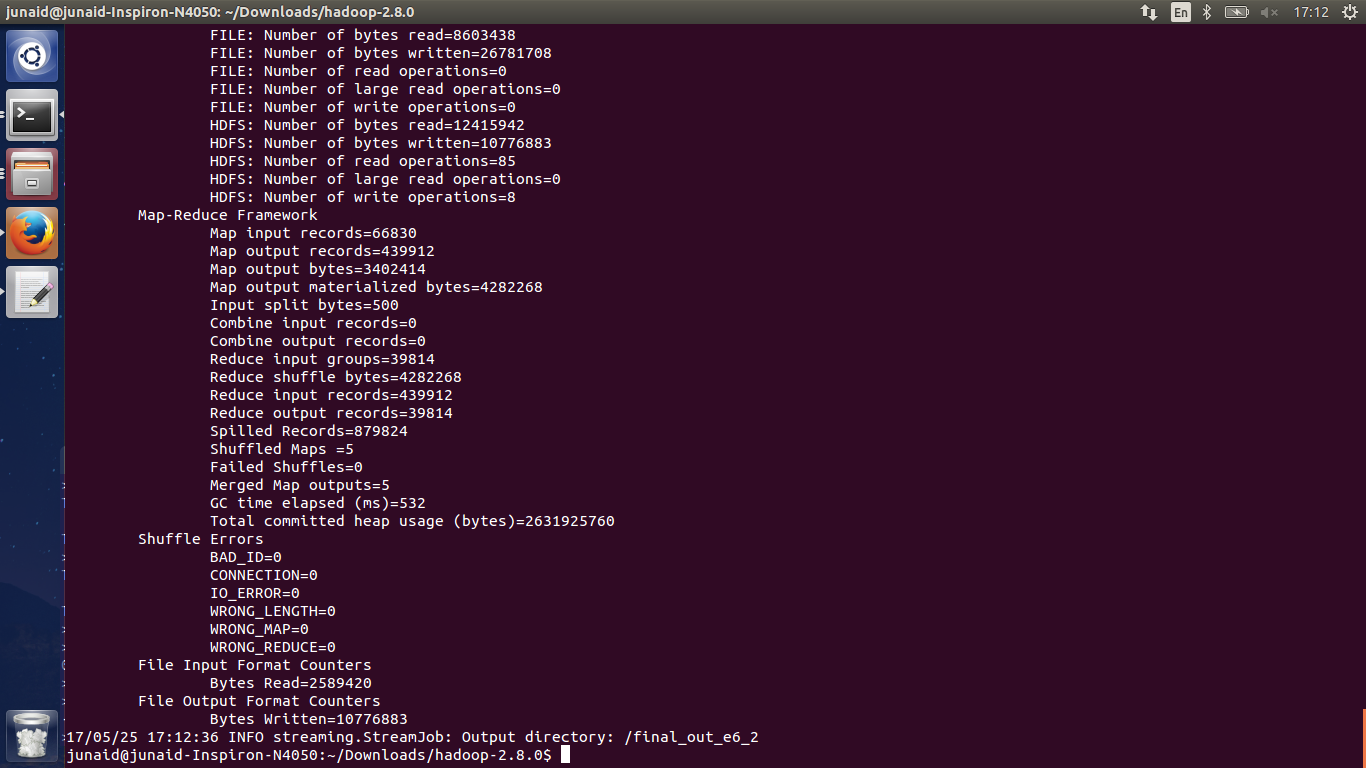 junaid@junaid-Inspiron-N4050: ~/Downloads/hadoop-2.8.0
En
17:12
FILE: Number of bytes read=8603438
FILE: Number of bytes written=26781708
FILE: Number of read operations=0
FILE: Number of large read operations=0
FILE: Number of write operations=0
HDFS: Number of bytes read=12415942
HDFS: Number of bytes written=10776883
HDFS: Number of read operations=85
HDFS: Number of large read operations=0
HDFS: Number of write operations=8
Map-Reduce Framework
Map input records=66830
Map output records=439912
Map output bytes=3402414
Map output materialized bytes=4282268
Input split bytes=500
Combine input records=0
Combine output records=0
Reduce input groups=39814
Reduce shuffle bytes=4282268
Reduce input records=439912
Reduce output records=39814
Spilled Records=879824
Shuffled Maps =5
Failed Shuffles=0
Merged Map outputs=5
GC time elapsed (ms)=532
Total committed heap usage (bytes)=2631925760
Shuffle Errors
BAD_ID=0
CONNECTION=0
IO_ERROR=0
WRONG_LENGTH=0
WRONG_MAP=0
WRONG_REDUCE=0
File Input Format Counters
Bytes Read=2589420
File Output Format Counters
Bytes Written=10776883
17/05/25 17:12:36 INFO streaming.StreamJob: Output directory: /final_out_e6_2
junaid@junaid-Inspiron-N4050:~/Downloads/hadoop-2.8.0$